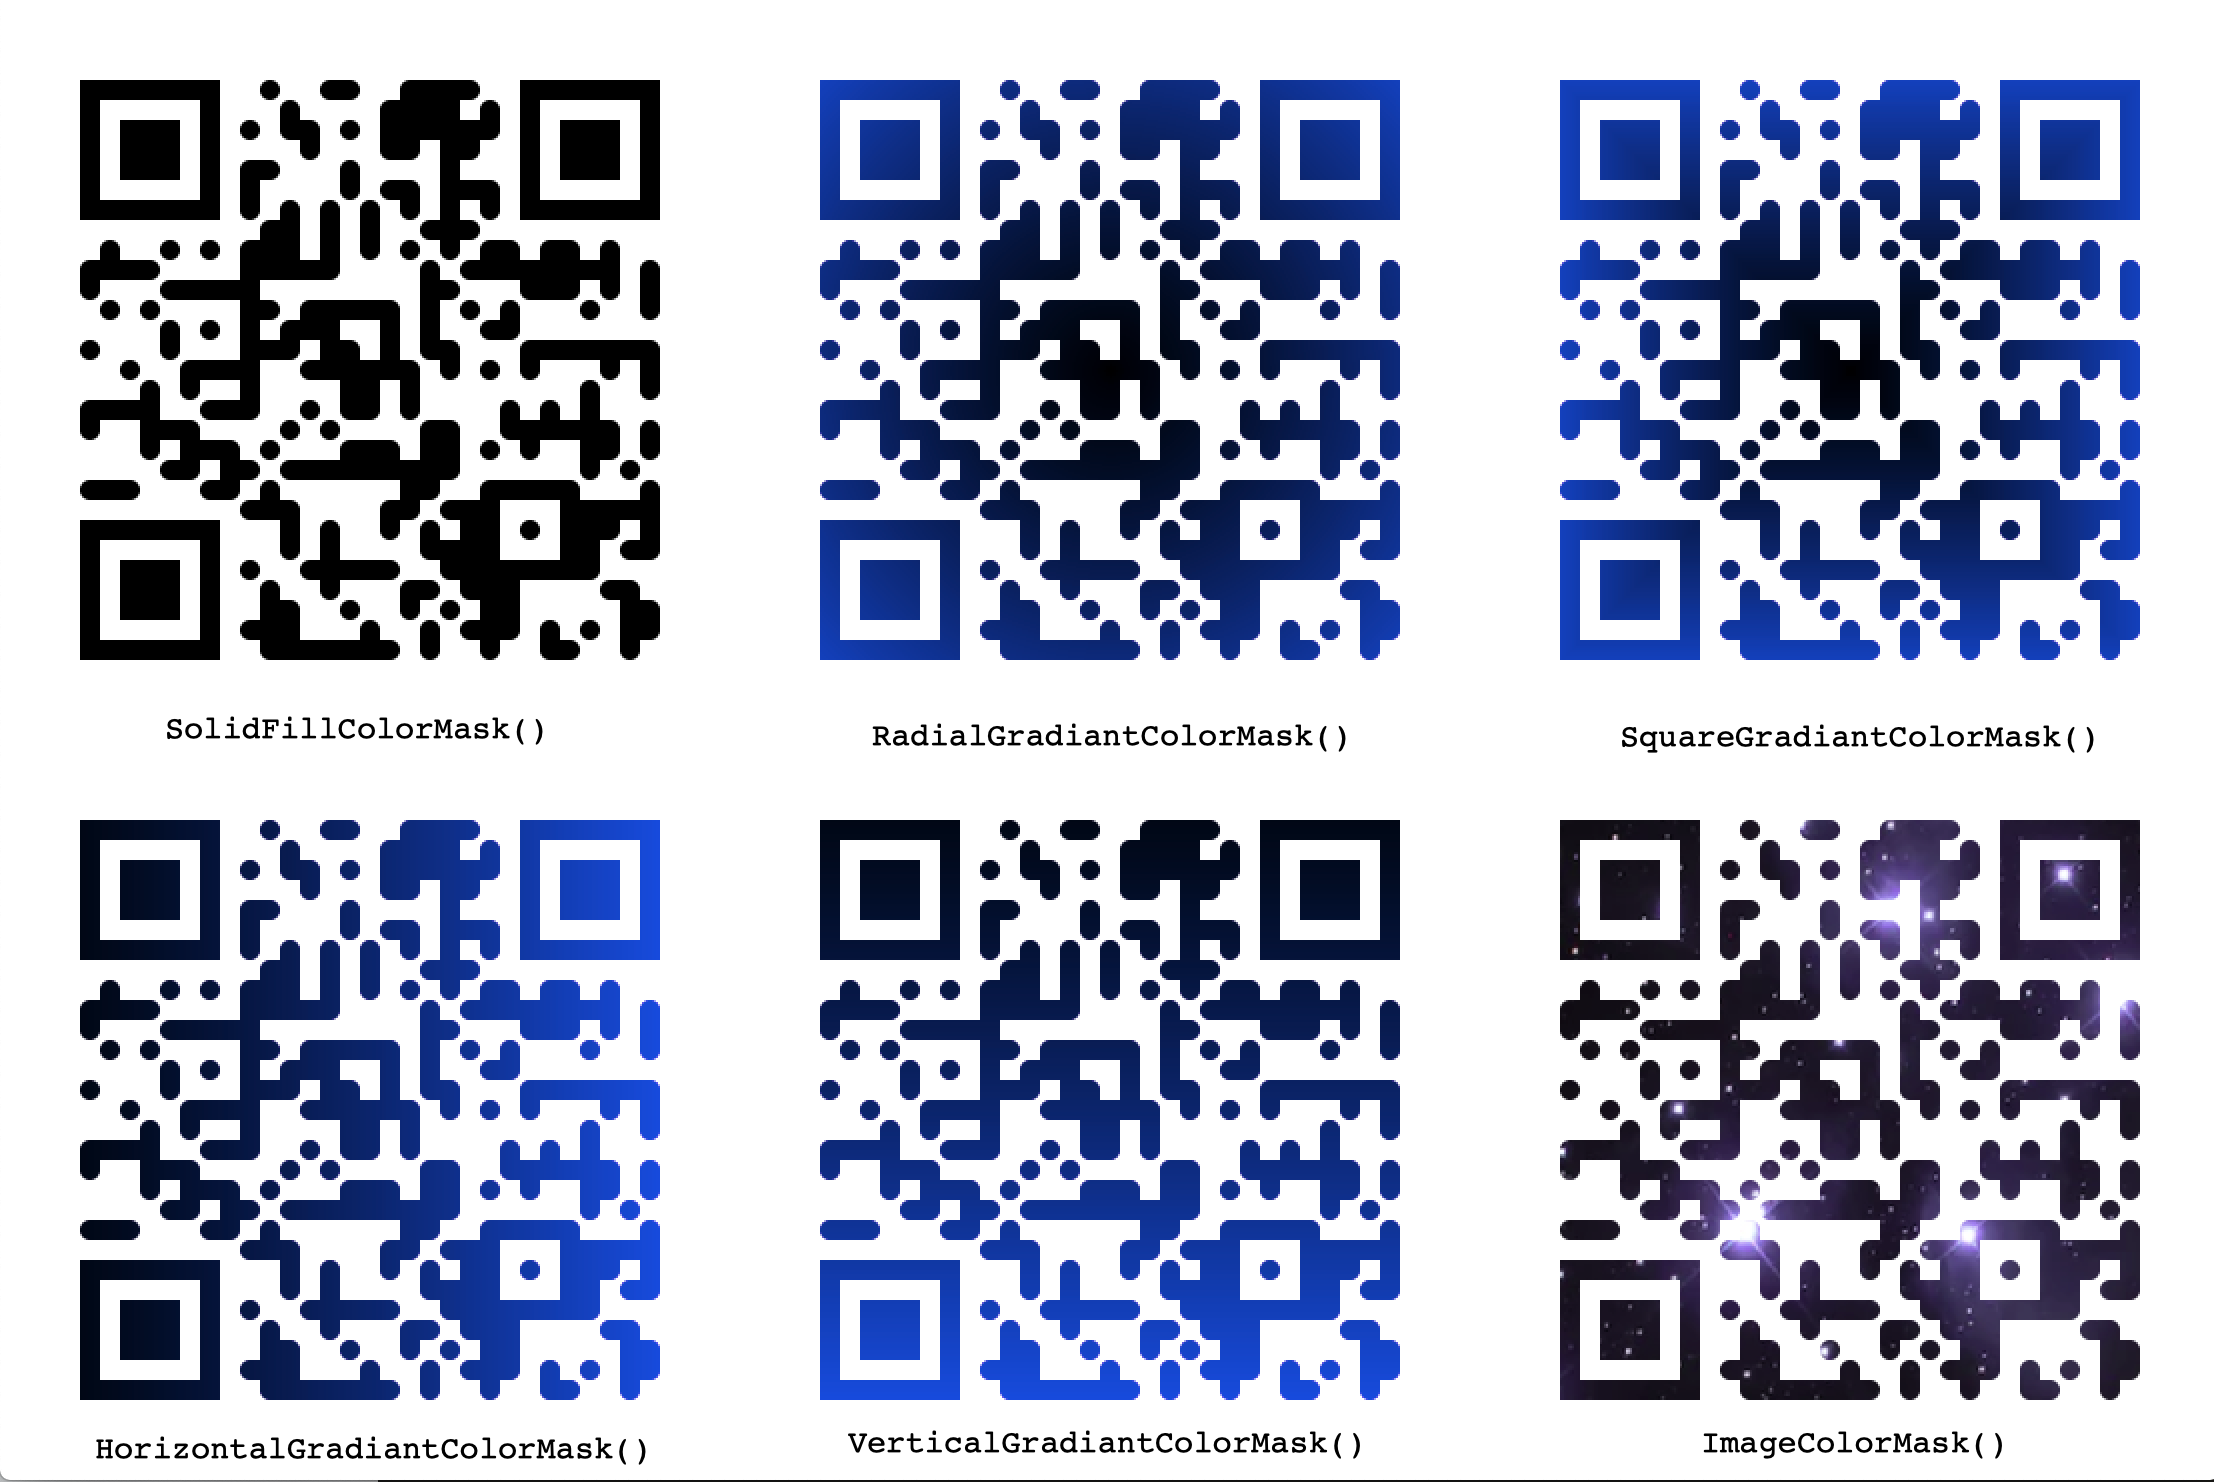 SolidFillColorMask()
RadialGradiantColorMask()
SquareGradiantColorMask()
HorizontalGradiantColorMask()
VerticalGradiantColorMask()
ImageColorMask()